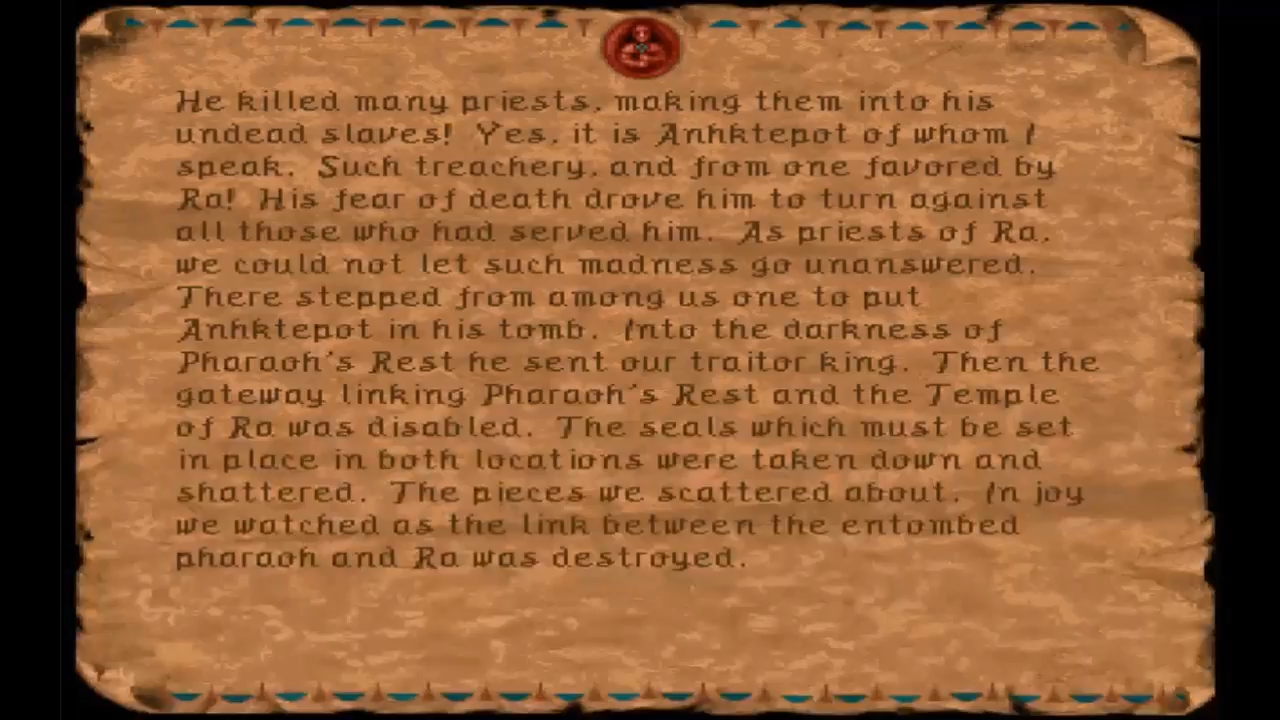 He killed many priests, making them into his
undead slaves! Yes, it is Anhktepot of whom I
speak. Such treachery, and from one favored by
Ra! His fear of death drove him to turn against
all those who had served him. As priests of Ra,
we could not let such madness go unanswered.
There stepped from among us one to put
Anhktepot in his tomb. Into the darkness of
Pharaoh's Rest he sent our traitor king. Then the
gateway linking Pharaoh's Rest and the Temple
of Ra was disabled. The seals which must be set
in place in both locations were taken down and
shattered. The pieces we scattered about. In joy
we watched as the link between the entombed
pharaoh and Ra was destroyed.